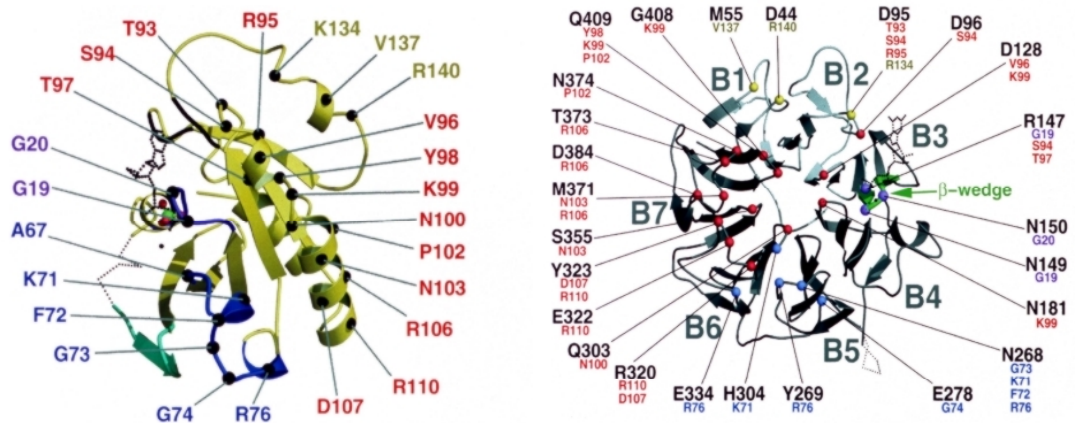 R95
T93
K134
S94
V137
T97
R140
G20
V96
G19
Y98
A67
K99
N100
K71
P102
F72
N103
G73
R106
G74
R76
D107
R110
Q409
Y98
K99
P102
G408
K99
M55
V137
D44
R140
D95
T93
S94
R95
R134
D96
S94
D128
V96
K99
N374
P102
T373
R106
D384
R106
M371
N103
R106
S355
N103
Y323
D107
R110
E322
R110
Q303
N100
R320
R110
D107
E334
R76
H304
K71
Y269
R76
E278
G74
N268
G73
K71
F72
R76
N181
K99
N149
G19
N150
G20
R147
G19
S94
T97
β-wedge
B1
B2
B3
B4
B5
B6
B7